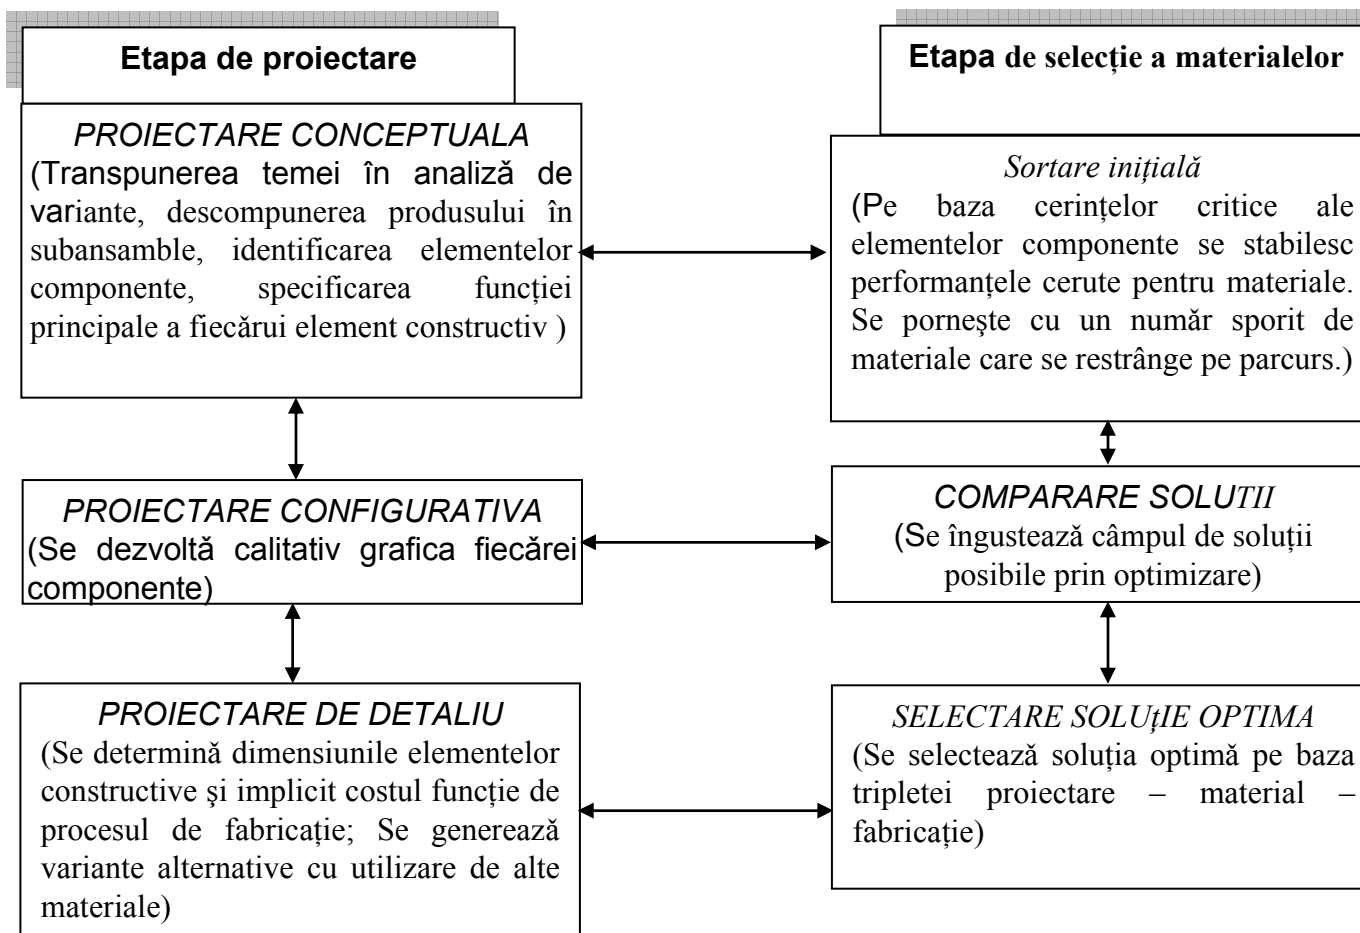 Etapa de proiectare
PROIECTARE CONCEPTUALA
(Transpunerea temei în analiză de
variante, descompunerea produsului în
subansamble, identificarea elementelor
componente, specificarea funcției
principale a fiecărui element constructiv )
PROIECTARE CONFIGURATIVA
(Se dezvoltă calitativ grafica fiecărei
componente)
PROIECTARE DE DETALIU
(Se determină dimensiunile elementelor
constructive şi implicit costul funcție de
procesul de fabricație; Se generează
variante alternative cu utilizare de alte
materiale)
Etapa de selecție a materialelor
Sortare inițială
(Pe baza cerințelor critice ale
elementelor componente se stabilesc
performanțele cerute pentru materiale.
Se porneşte cu un număr sporit de
materiale care se restrânge pe parcurs.)
COMPARARE SOLUTII
(Se îngustează câmpul de soluții
posibile prin optimizare)
SELECTARE SOLUțIE OPTIMA
(Se selectează soluția optimă pe baza
tripletei proiectare – material –
fabricație)